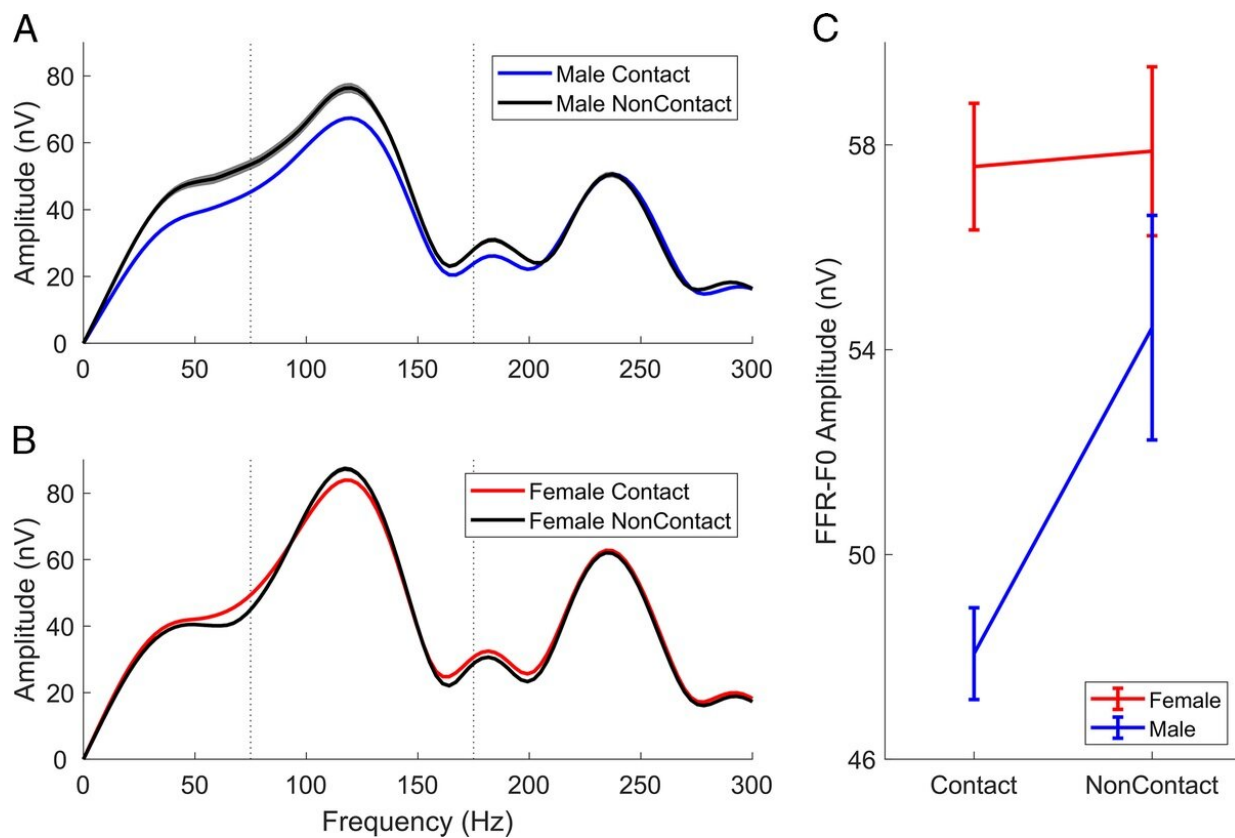 A
Amplitude (nV)
80
60
40
20
0
Male Contact
Male NonContact
0 50 100 150 200 250 300
B
Amplitude (nV)
80
60
40
20
0
Female Contact
Female NonContact
0 50 100 150 200 250 300
Frequency (Hz)
C
FFR-F0 Amplitude (nV)
58
54
50
46
Female
Male
Contact NonContact